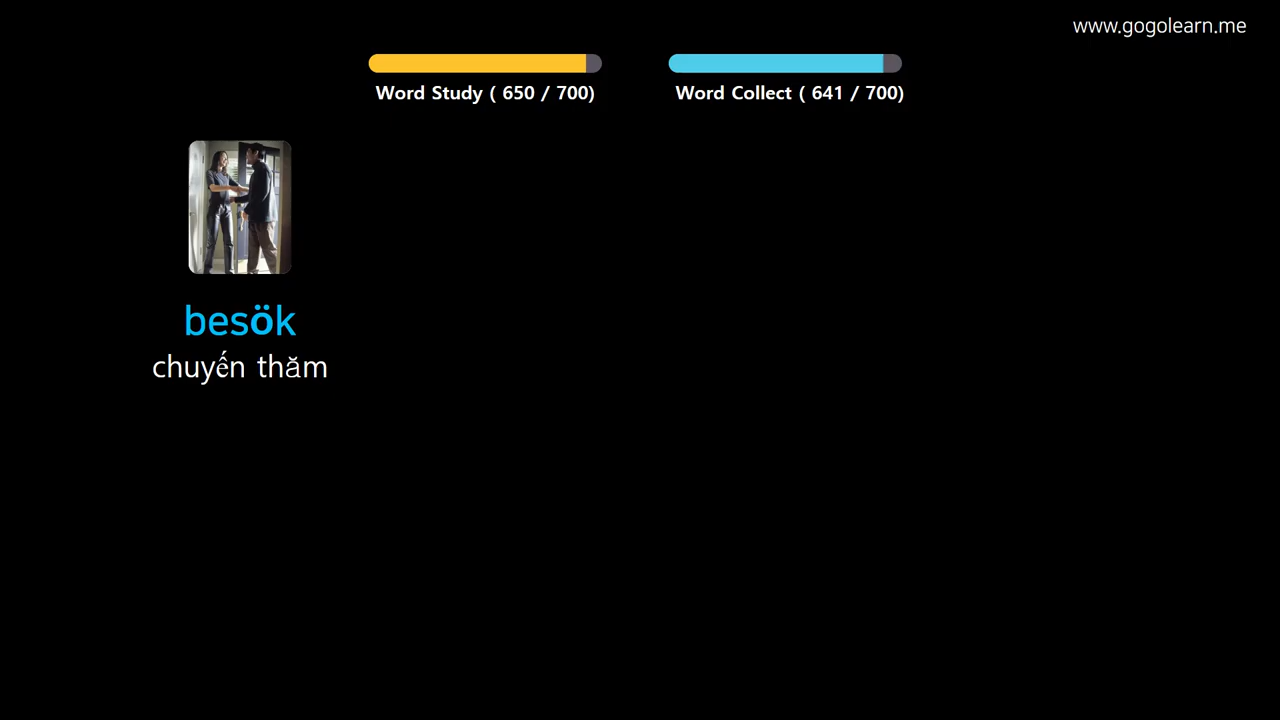 www.gogolearn.me
Word Study ( 650 / 700)
Word Collect ( 641 / 700)
besök
chuyến thăm